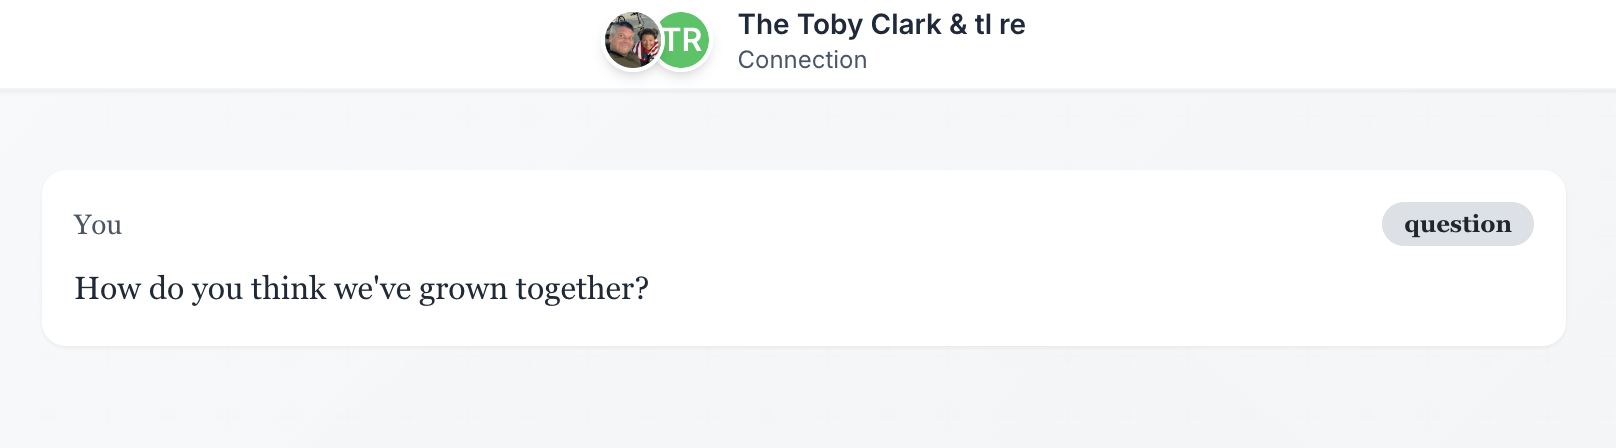 TR
The Toby Clark & tl re
Connection
You
question
How do you think we've grown together?